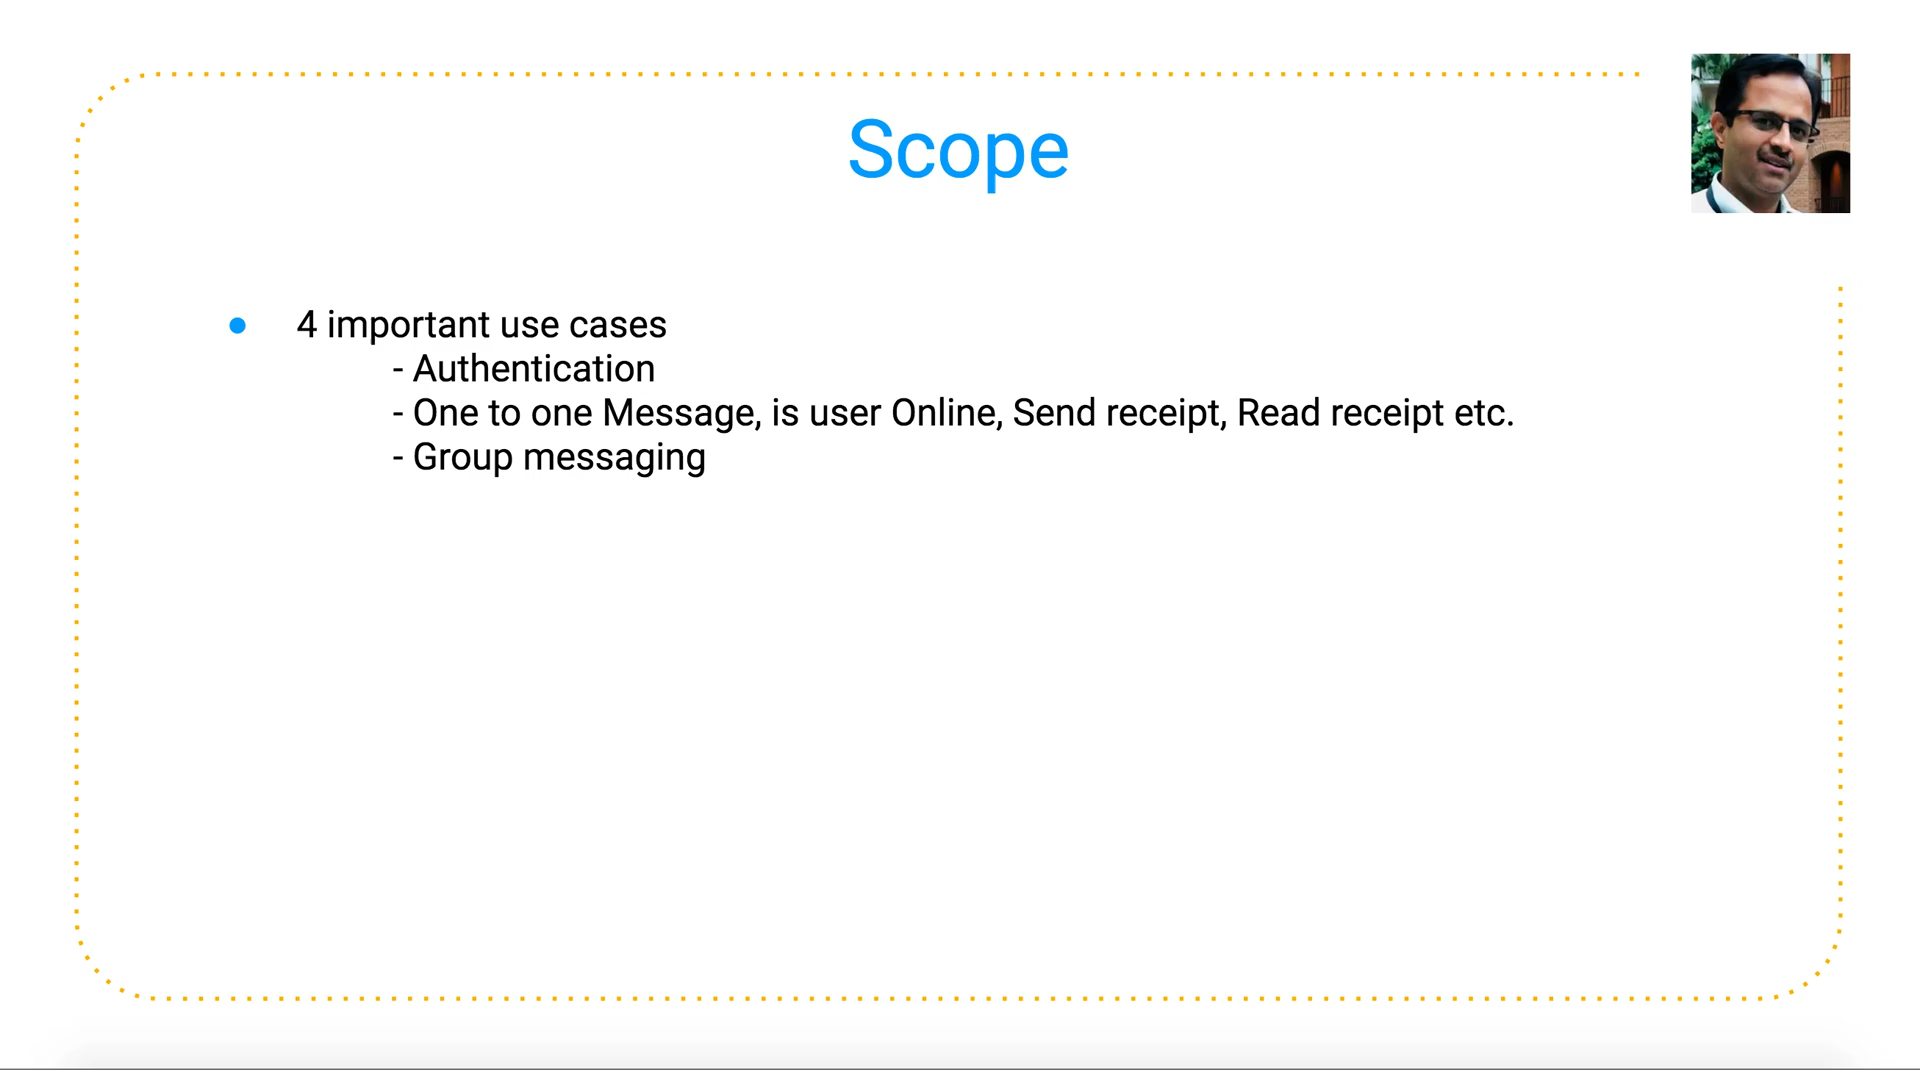 Scope
● 4 important use cases
- Authentication
- One to one Message, is user Online, Send receipt, Read receipt etc.
- Group messaging